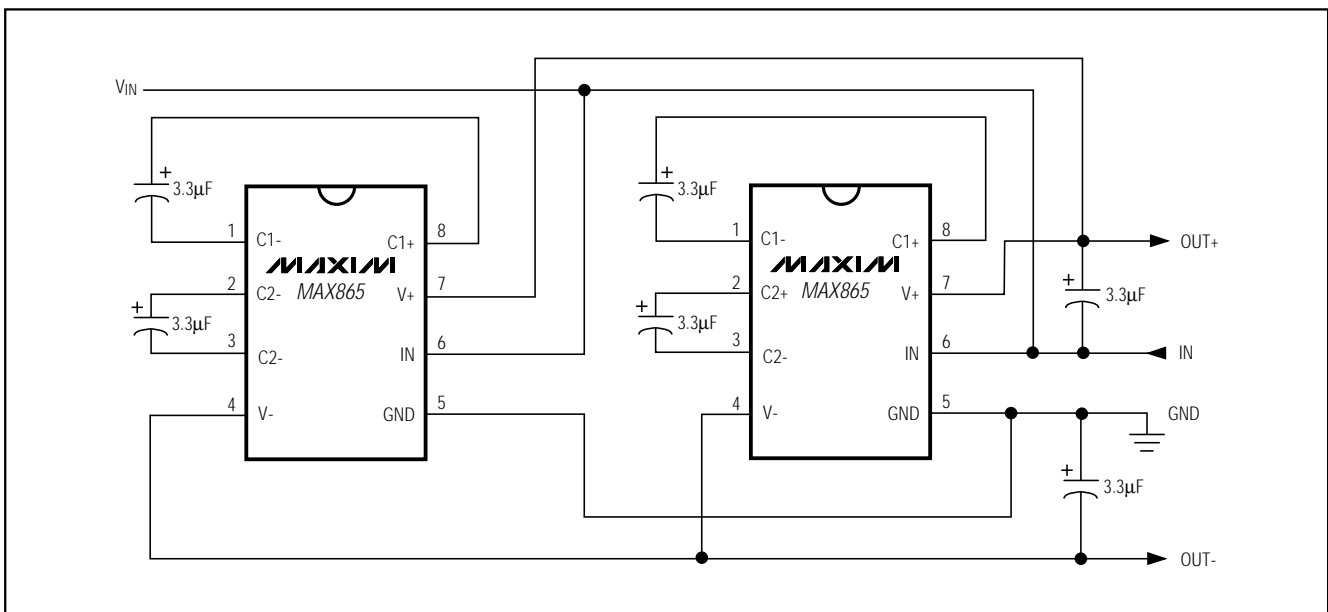 VIN
+
3.3µF
+
3.3µF
1
C1-
2
C2-
3
C2-
4
V-
MAXIM
MAX865
C1+
8
V+
7
IN
6
GND
5
+
3.3µF
+
3.3µF
1
C1-
2
C2+
3
C2-
4
V-
MAXIM
MAX865
C1+
8
V+
7
IN
6
GND
5
OUT+
+
3.3µF
IN
GND
+
3.3µF
OUT-